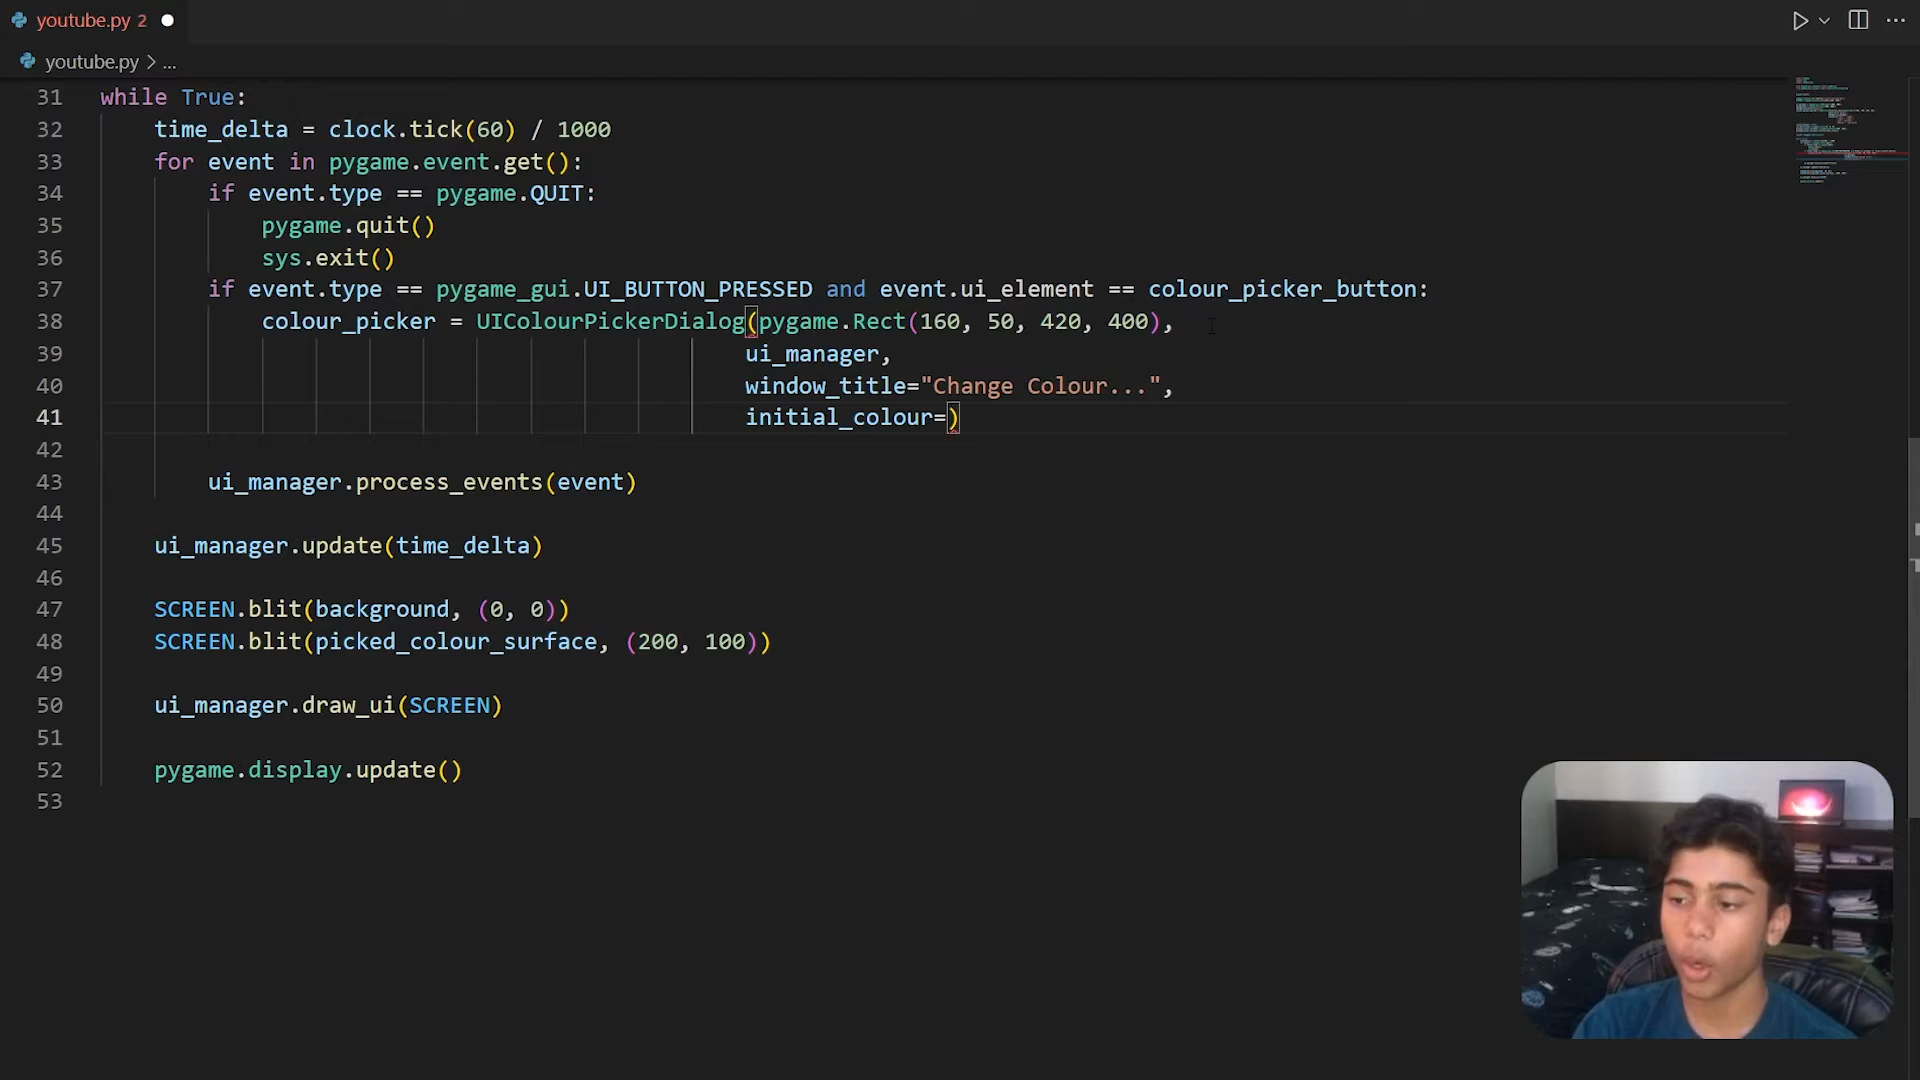 youtube.py 2
youtube.py > ...
31 while True:
32 time_delta = clock.tick(60) / 1000
33 for event in pygame.event.get():
34 if event.type == pygame.QUIT:
35 pygame.quit()
36 sys.exit()
37 if event.type == pygame_gui.UI_BUTTON_PRESSED and event.ui_element == colour_picker_button:
38 colour_picker = UIColourPickerDialog(pygame.Rect(160, 50, 420, 400),
39 ui_manager,
40 window_title="Change Colour...",
41 initial_colour=)
42
43 ui_manager.process_events(event)
44
45 ui_manager.update(time_delta)
46
47 SCREEN.blit(background, (0, 0))
48 SCREEN.blit(picked_colour_surface, (200, 100))
49
50 ui_manager.draw_ui(SCREEN)
51
52 pygame.display.update()
53